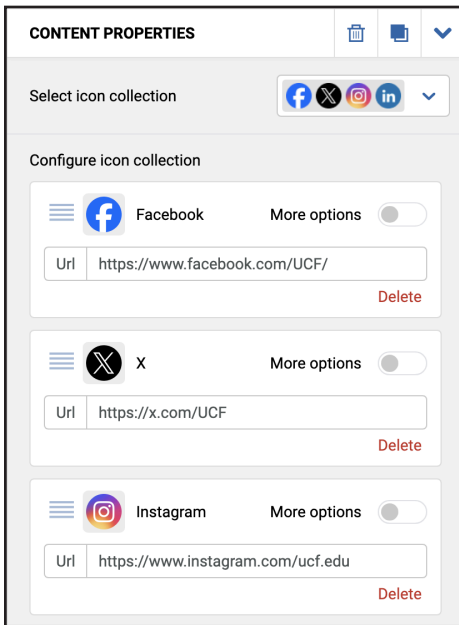 CONTENT PROPERTIES
Select icon collection
Configure icon collection
Facebook More options
Url https://www.facebook.com/UCF/
Delete
X More options
Url https://x.com/UCF
Delete
Instagram More options
Url https://www.instagram.com/ucf.edu
Delete